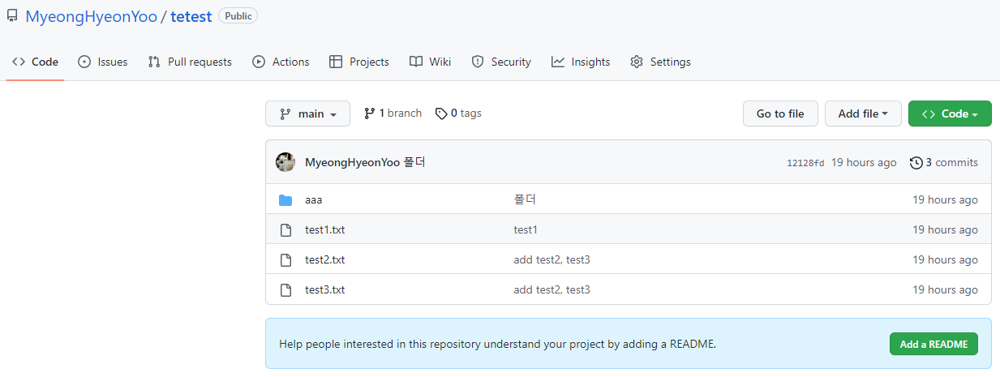 MyeongHyeonYoo / tetest Public
Code Issues Pull requests Actions Projects Wiki Security Insights Settings
main 1 branch 0 tags Go to file Add file Code
MyeongHyeonYoo 폴더 12128fd 19 hours ago 3 commits
aaa 폴더 19 hours ago
test1.txt test1 19 hours ago
test2.txt add test2, test3 19 hours ago
test3.txt add test2, test3 19 hours ago
Help people interested in this repository understand your project by adding a README. Add a README